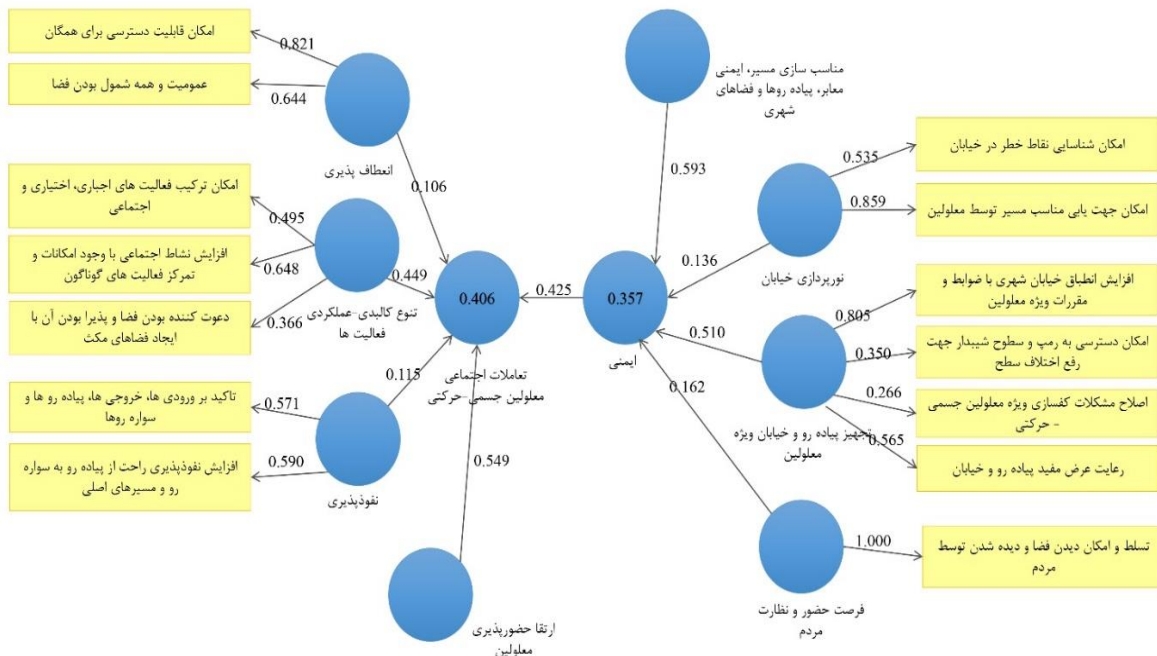 امکان قابلیت دسترسی برای همگان
0.821
عمومیت و همه شمول بودن فضا
0.644
انعطاف پذیری
0.106
امکان ترکیب فعالیت های اجباری، اختیاری و
اجتماعی
0.495
افزایش نشاط اجتماعی با وجود امکانات و
تمرکز فعالیت های گوناگون
0.648
دعوت کننده بودن فضا و پذیرا بودن آن با
ایجاد فضاهای مکث
0.366
تنوع کالبدی-عملکردی
فعالیت ها
0.449
تاکید بر ورودی ها، خروجی ها، پیاده رو ها و
سواره روها
0.571
افزایش نفوذپذیری راحت از پیاده رو به سواره
رو و مسیرهای اصلی
0.590
نفوذپذیری
0.115
0.406
تعاملات اجتماعی
معلولین جسمی-حرکتی
0.549
ارتقا حضورپذیری
معلولین
0.425
0.357
ایمنی
مناسب سازی مسیر، ایمنی
معابر، پیاده روها و فضاهای
شهری
0.593
امکان شناسایی نقاط خطر در خیابان
0.535
امکان جهت یابی مناسب مسیر توسط معلولین
0.859
نورپردازی خیابان
0.136
افزایش انطباق خیابان شهری با ضوابط و
مقررات ویژه معلولین
0.805
امکان دسترسی به رمپ و سطوح شیبدار جهت
رفع اختلاف سطح
0.350
اصلاح مشکلات کفسازی ویژه معلولین جسمی
- حرکتی
0.266
رعایت عرض مفید پیاده رو و خیابان
0.565
تجهیز پیاده رو و خیابان ویژه
معلولین
0.510
0.162
تسلط و امکان دیدن فضا و دیده شدن توسط
مردم
1.000
فرصت حضور و نظارت
مردم